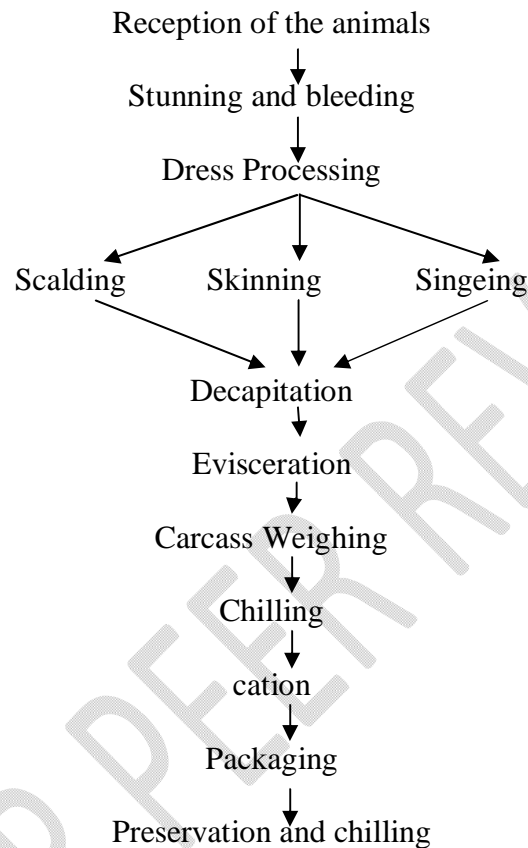 Reception of the animals
Stunning and bleeding
Dress Processing
Scalding Skinning Singeing
Decapitation
Evisceration
Carcass Weighing
Chilling
cation
Packaging
Preservation and chilling
PEER